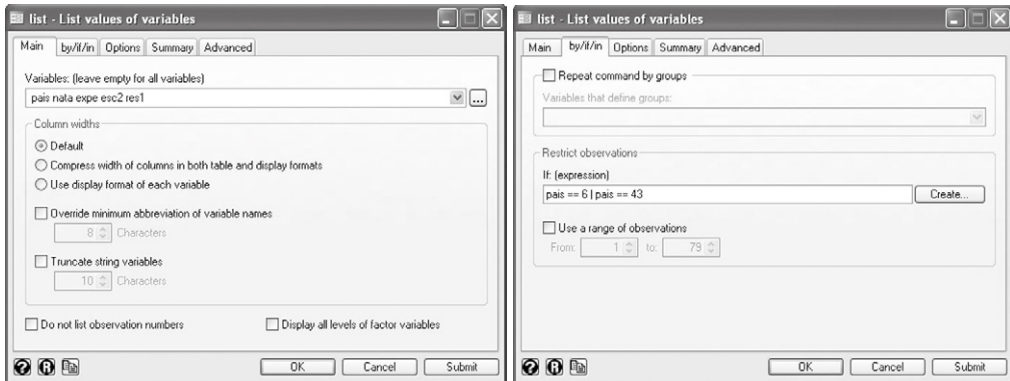 list - List values of variables
Main by/if/in Options Summary Advanced
Variables: (leave empty for all variables)
pais nata expe esc2 res1
...
Column widths
Default
Compress width of columns in both table and display formats
Use display format of each variable
Override minimum abbreviation of variable names
8 Characters
Truncate string variables
10 Characters
Do not list observation numbers
Display all levels of factor variables
? R
OK Cancel Submit
list - List values of variables
Main by/if/in Options Summary Advanced
Repeat command by groups
Variables that define groups:
Restrict observations
If: (expression)
pais == 6 | pais == 43
Create...
Use a range of observations
From: 1 to: 79
? R
OK Cancel Submit